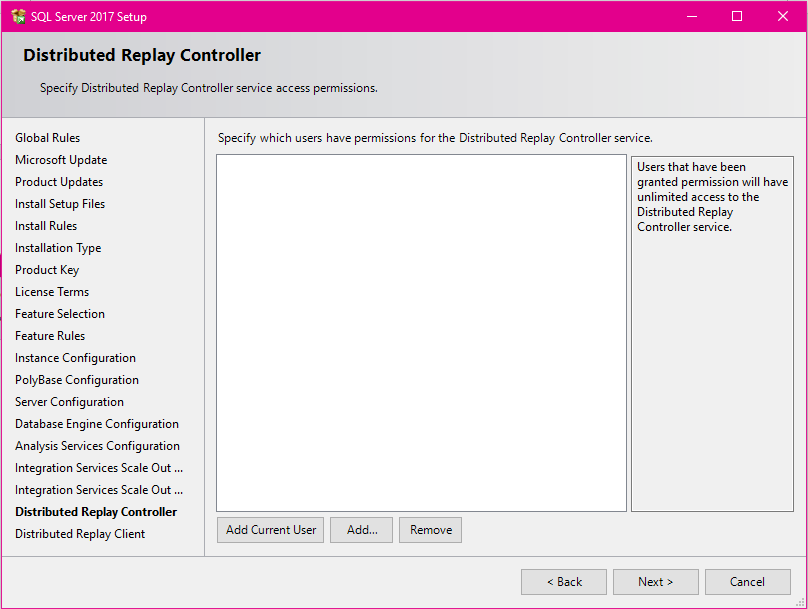 SQL Server 2017 Setup
Distributed Replay Controller
Specify Distributed Replay Controller service access permissions.
Global Rules
Microsoft Update
Product Updates
Install Setup Files
Install Rules
Installation Type
Product Key
License Terms
Feature Selection
Feature Rules
Instance Configuration
PolyBase Configuration
Server Configuration
Database Engine Configuration
Analysis Services Configuration
Integration Services Scale Out ...
Integration Services Scale Out ...
Distributed Replay Controller
Distributed Replay Client
Specify which users have permissions for the Distributed Replay Controller service.
Users that have been
granted permission will have
unlimited access to the
Distributed Replay
Controller service.
Add Current User
Add...
Remove
< Back
Next >
Cancel